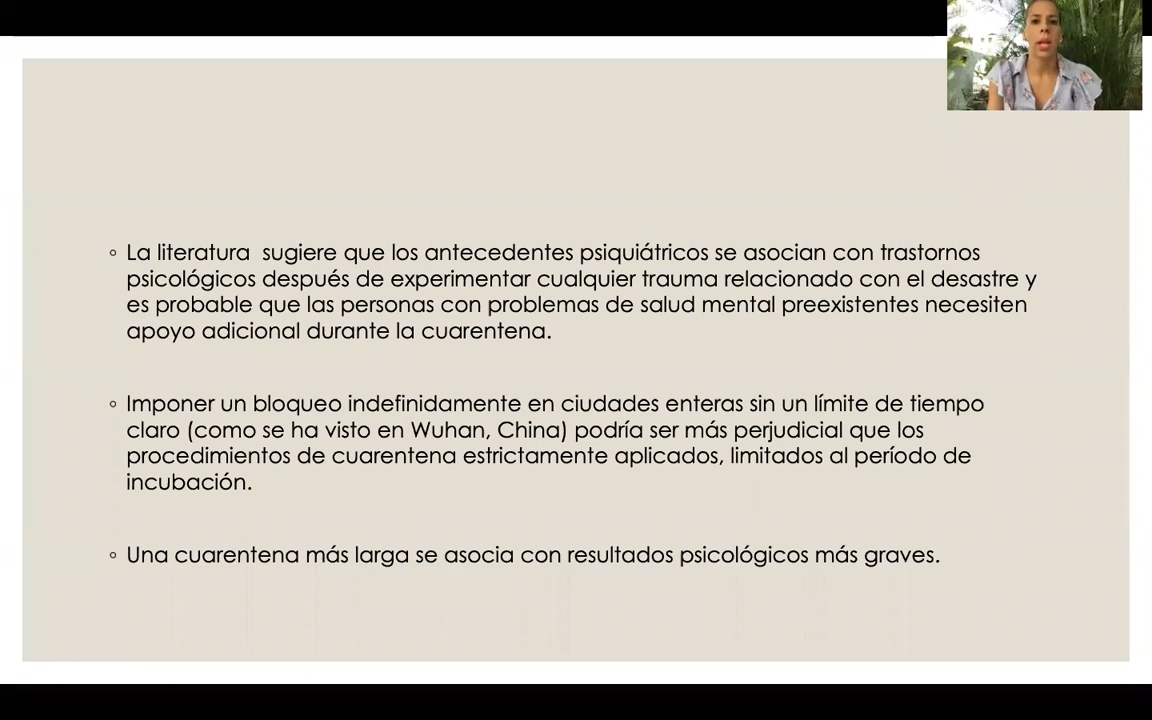 ◦ La literatura  sugiere que los antecedentes psiquiátricos se asocian con trastornos
psicológicos después de experimentar cualquier trauma relacionado con el desastre y
es probable que las personas con problemas de salud mental preexistentes necesiten
apoyo adicional durante la cuarentena.
◦ Imponer un bloqueo indefinidamente en ciudades enteras sin un límite de tiempo
claro (como se ha visto en Wuhan, China) podría ser más perjudicial que los
procedimientos de cuarentena estrictamente aplicados, limitados al período de
incubación.
◦ Una cuarentena más larga se asocia con resultados psicológicos más graves.